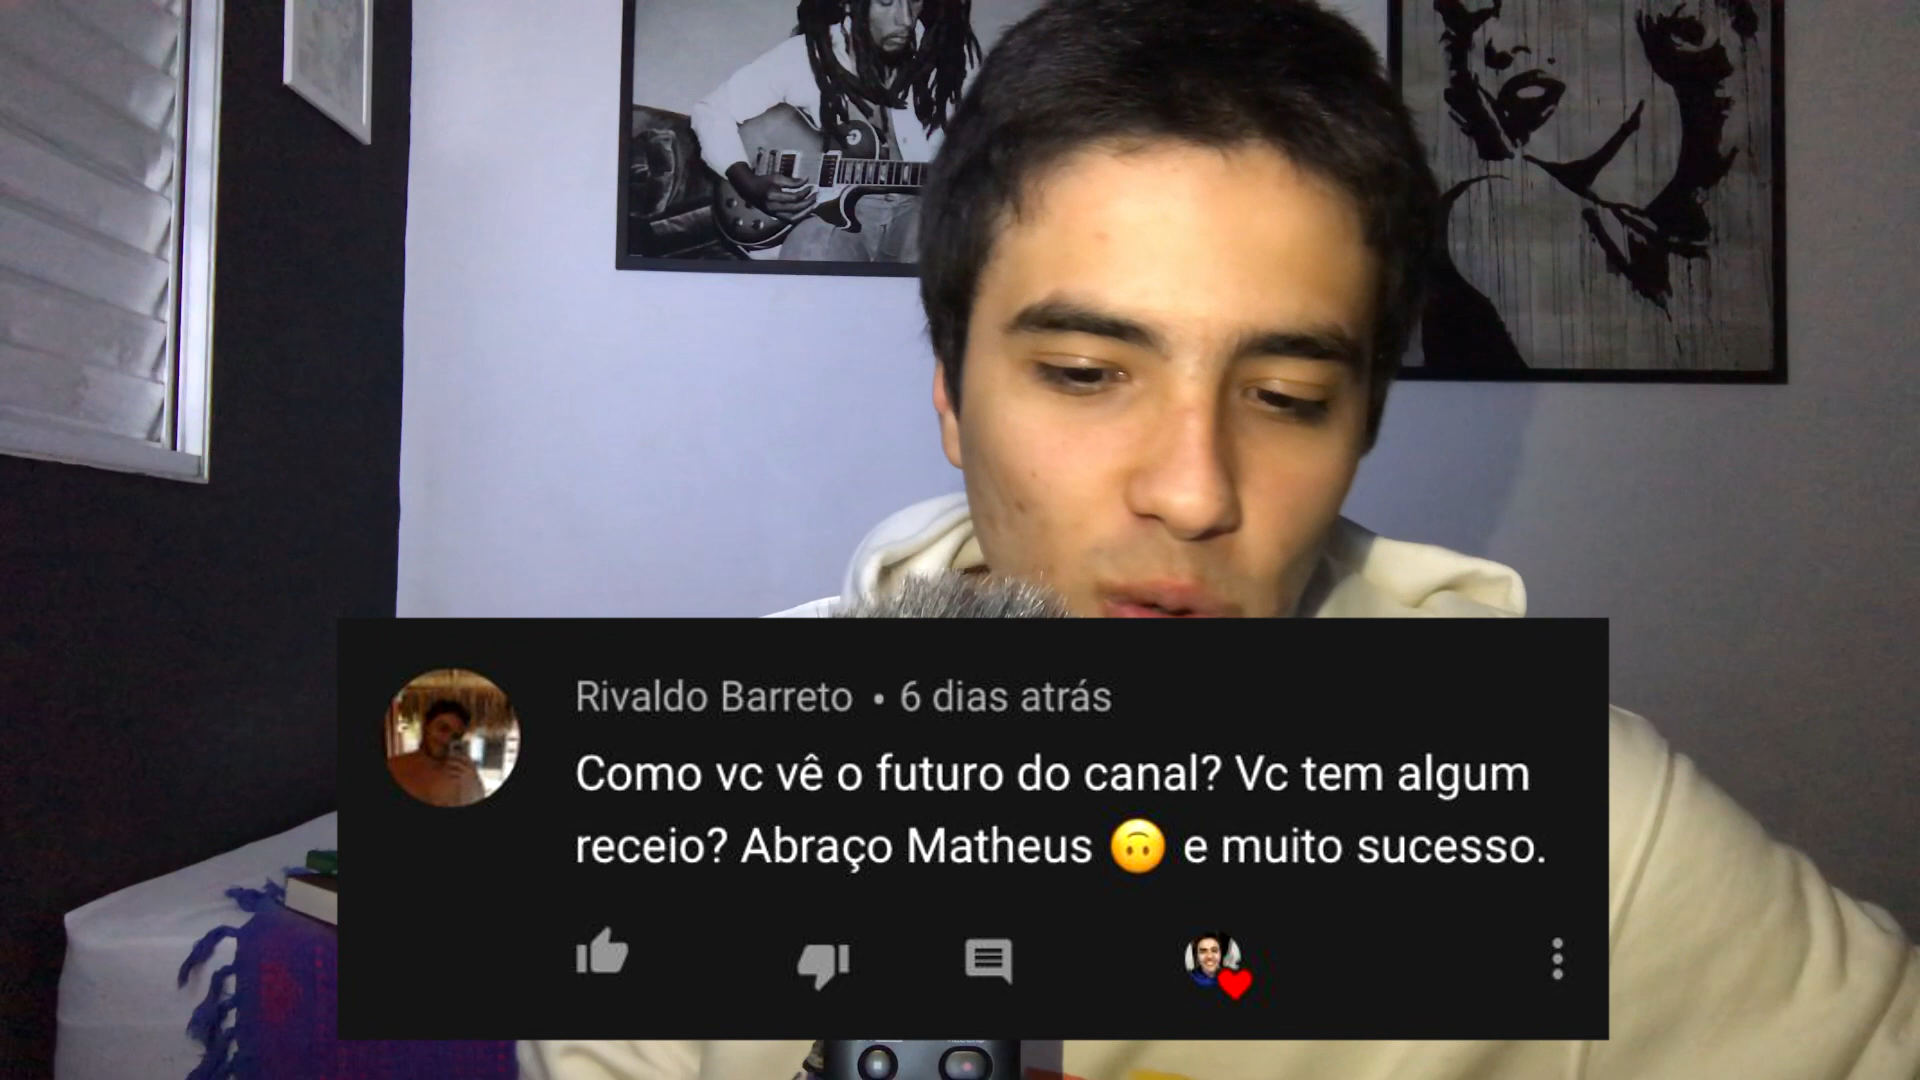 Rivaldo Barreto • 6 dias atrás
Como vc vê o futuro do canal? Vc tem algum
receio? Abraço Matheus 🙃 e muito sucesso.